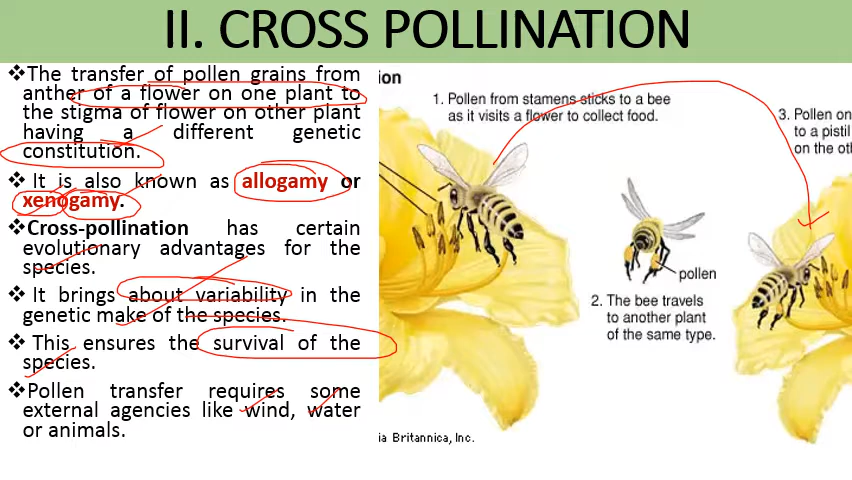 II. CROSS POLLINATION
❖The transfer of pollen grains from
anther of a flower on one plant to
the stigma of flower on other plant
having a different genetic
constitution.
❖ It is also known as allogamy or
xenogamy.
❖Cross-pollination has certain
evolutionary advantages for the
species.
❖ It brings about variability in the
genetic make of the species.
❖ This ensures the survival of the
species.
❖Pollen transfer requires some
external agencies like wind, water
or animals.
ion
1. Pollen from stamens sticks to a bee
as it visits a flower to collect food.
3. Pollen on
to a pistil
on the oth
pollen
2. The bee travels
to another plant
of the same type.
ia Britannica, Inc.